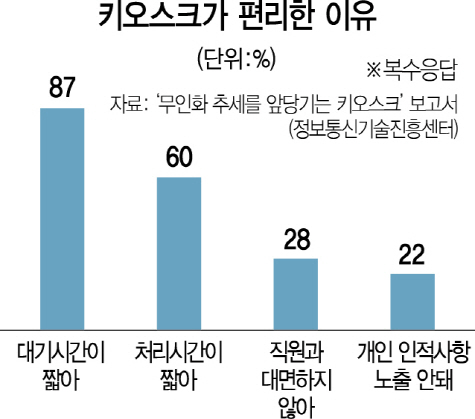 키오스크가 편리한 이유
(단위:%)
※복수응답
자료: ‘무인화 추세를 앞당기는 키오스크’ 보고서
(정보통신기술진흥센터)
87
60
28
22
대기시간이
짧아
처리시간이
짧아
직원과
대면하지
않아
개인 인적사항
노출 안돼